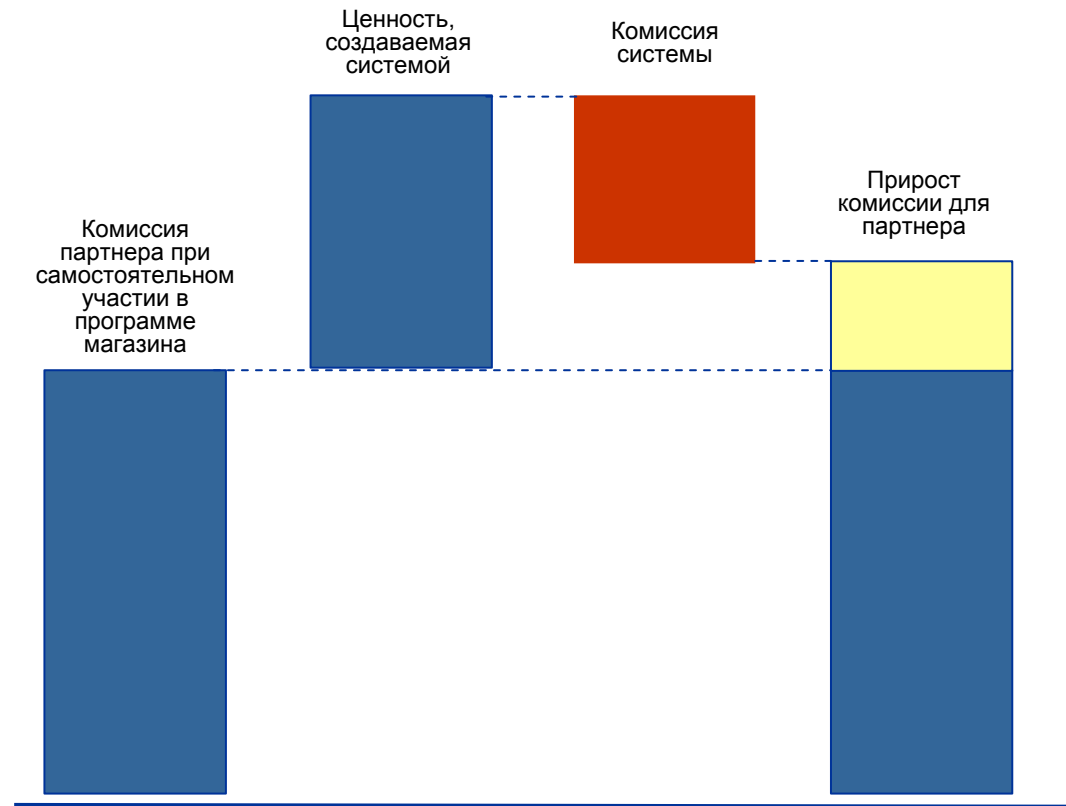 Ценность,
создаваемая
системой
Комиссия
системы
Прирост
комиссии для
партнера
Комиссия
партнера при
самостоятельном
участии в
программе
магазина